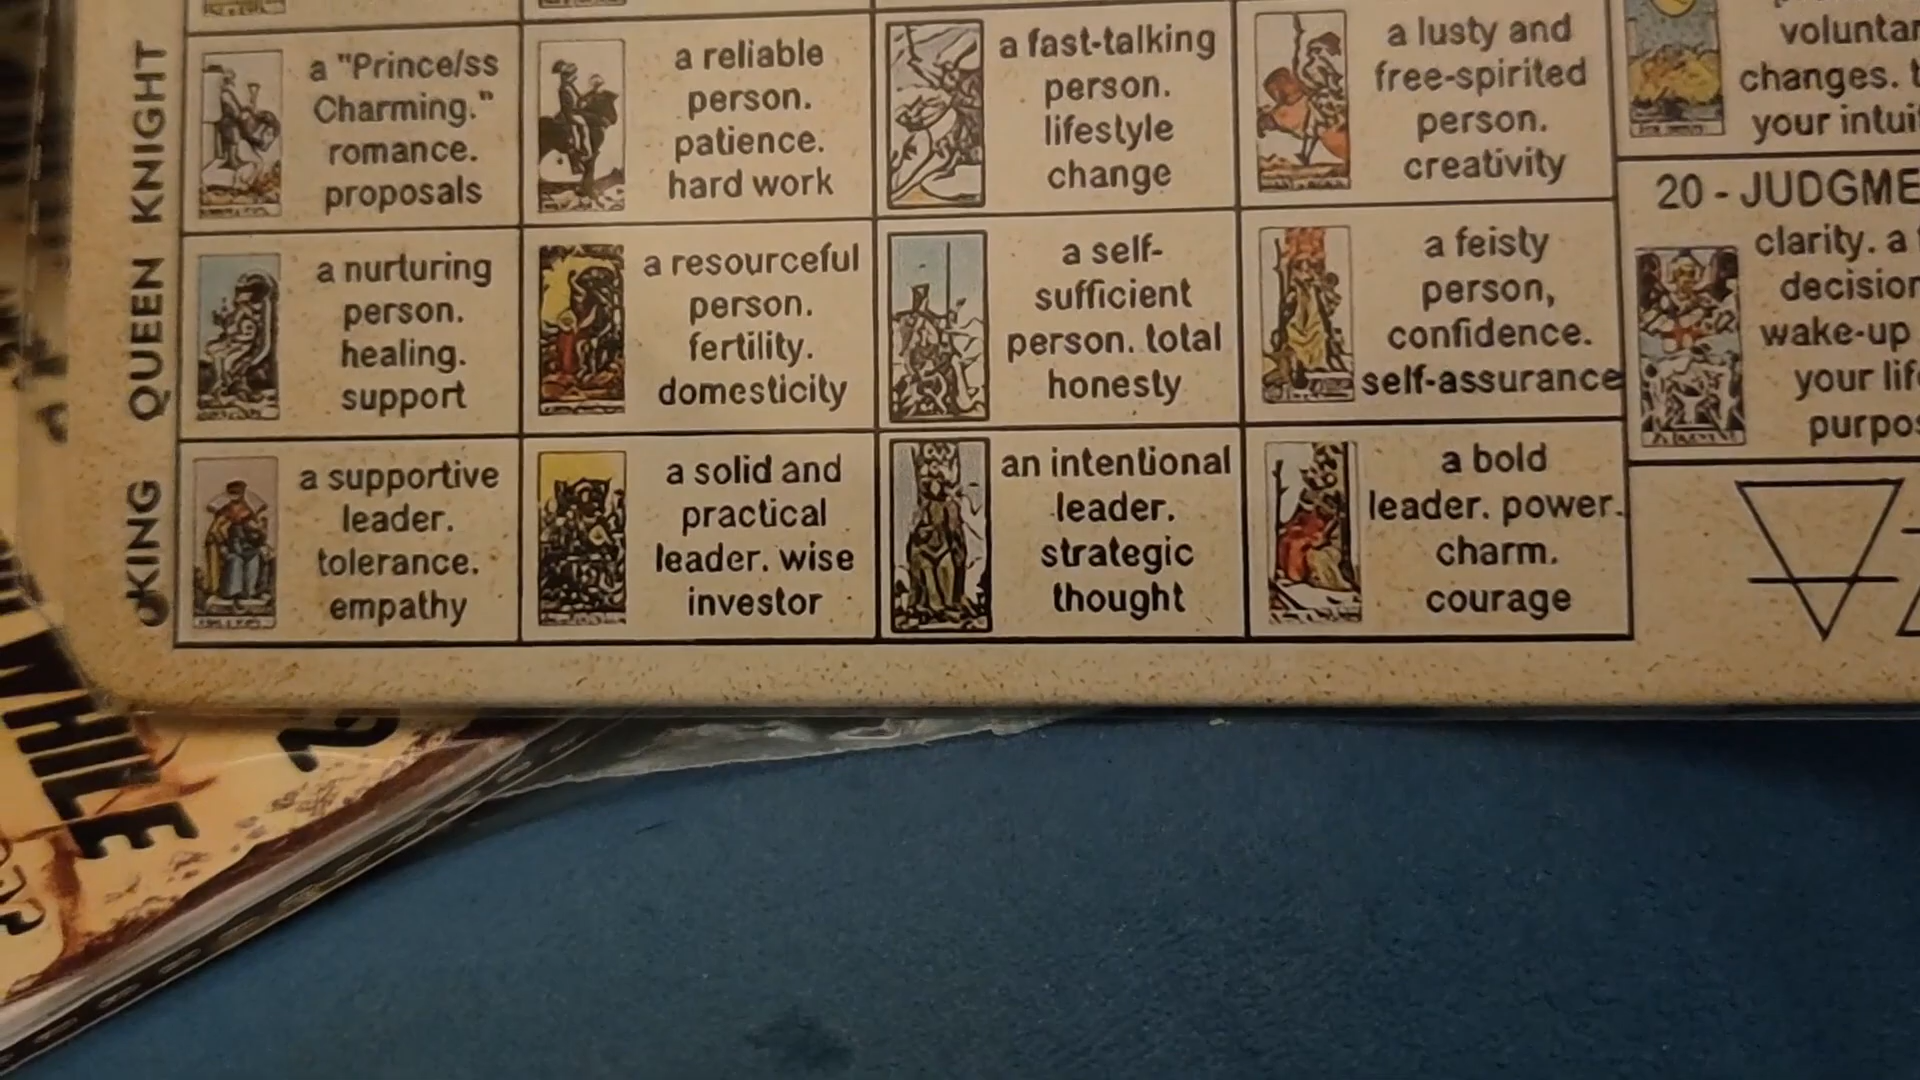 KNIGHT
a "Prince/ss
Charming."
romance.
proposals
a reliable
person.
patience.
hard work
a fast-talking
person.
lifestyle
change
a lusty and
free-spirited
person.
creativity
QUEEN
a nurturing
person.
healing.
support
a resourceful
person.
fertility.
domesticity
a self-
sufficient
person. total
honesty
a feisty
person,
confidence.
self-assurance
KING
a supportive
leader.
tolerance.
empathy
a solid and
practical
leader. wise
investor
an intentional
leader.
strategic
thought
a bold
leader. power.
charm.
courage
changes.
your
20 - JUDGME
clarity. a
decision
wake-up
your
WHILE